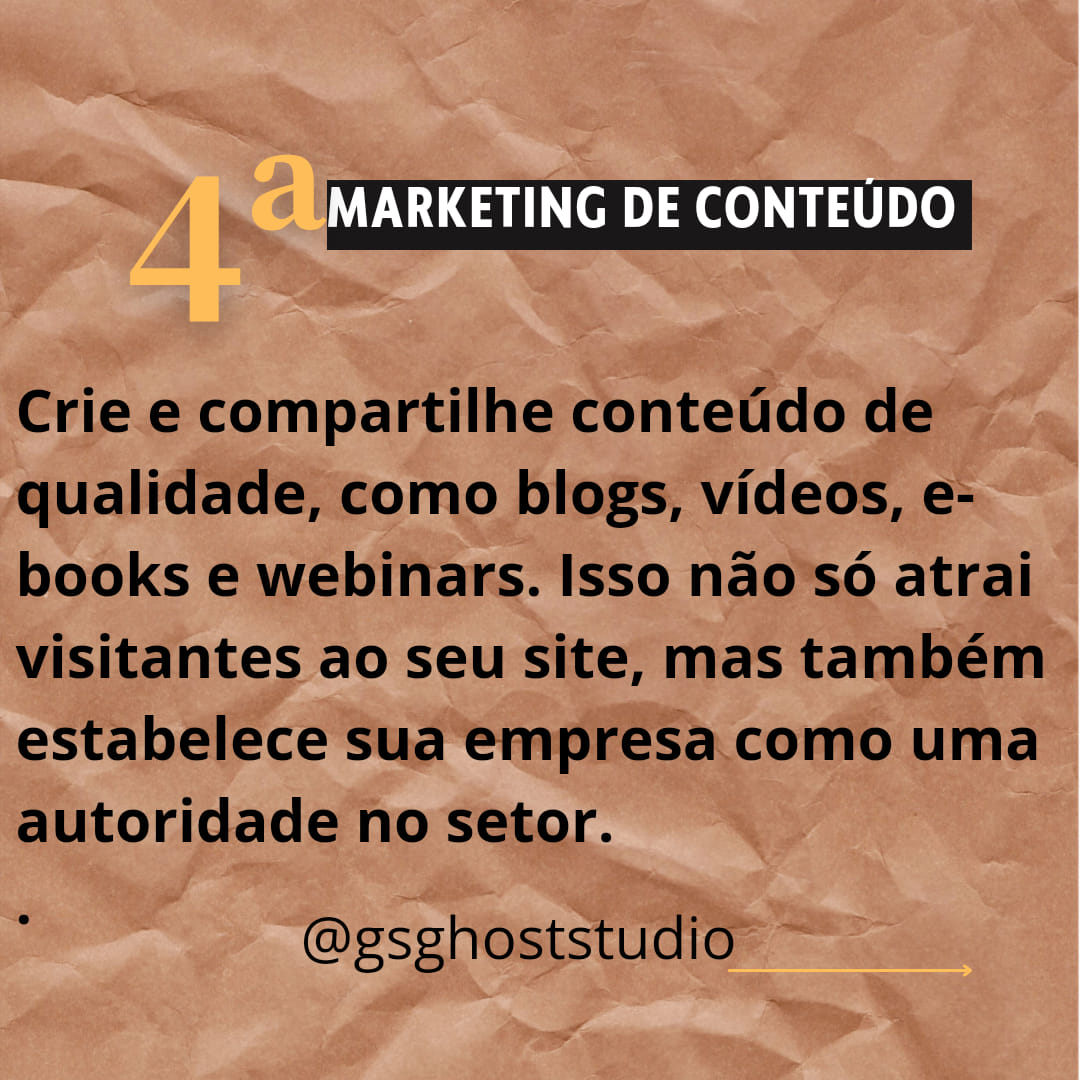 4ª
MARKETING DE CONTEÚDO
Crie e compartilhe conteúdo de
qualidade, como blogs, vídeos, e-
books e webinars. Isso não só atrai
visitantes ao seu site, mas também
estabelece sua empresa como uma
autoridade no setor.
.
@gsghoststudio